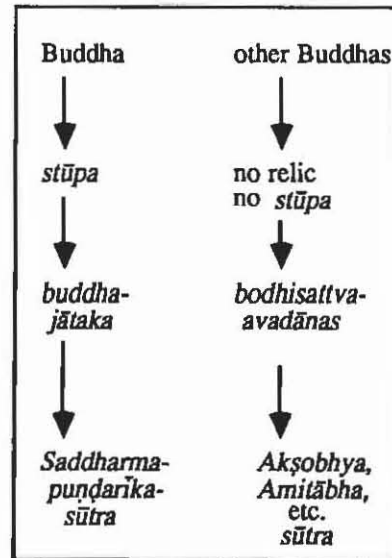 Buddha
stūpa
buddha-
jātaka
Saddharma-
puṇḍarīka-
sūtra
other Buddhas
no relic
no stūpa
bodhisattva-
avadānas
Akṣobhya,
Amitābha,
etc.
sūtra